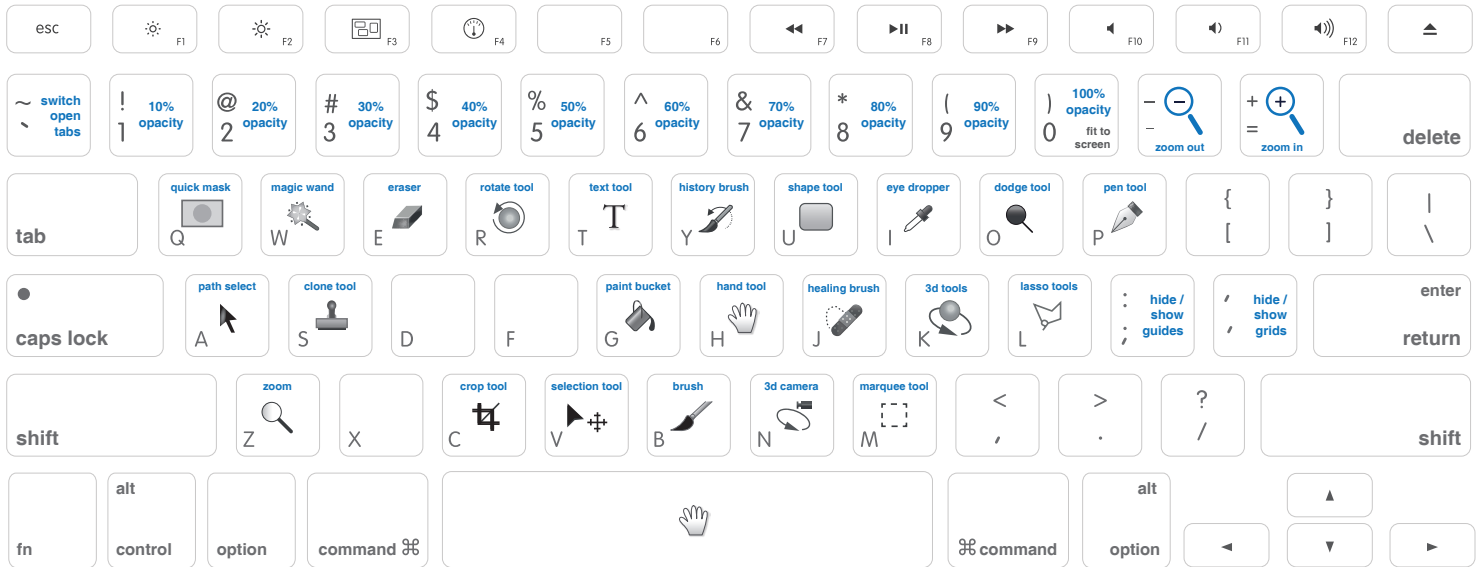 esc
F1
F2
F3
F4
F5
F6
F7
F8
F9
F10
F11
F12
~ switch
open
` tabs
! 10%
1 opacity
@ 20%
2 opacity
# 30%
3 opacity
$ 40%
4 opacity
% 50%
5 opacity
^ 60%
6 opacity
& 70%
7 opacity
* 80%
8 opacity
( 90%
9 opacity
) 100%
opacity
0 fit to
screen
–
-
zoom out
+
=
zoom in
delete
tab
quick mask
Q
magic wand
W
eraser
E
rotate tool
R
text tool
T
T
history brush
Y
shape tool
U
eye dropper
I
dodge tool
O
pen tool
P
{
[
}
]
|
\
caps lock
path select
A
clone tool
S
D
F
paint bucket
G
hand tool
H
healing brush
J
3d tools
K
lasso tools
L
: hide /
show
; guides
′ hide /
show
′ grids
enter
return
shift
zoom
Z
X
crop tool
C
selection tool
V
brush
B
3d camera
N
marquee tool
M
<
,
>
.
?
/
shift
fn
alt
control
option
command ⌘
⌘ command
alt
option